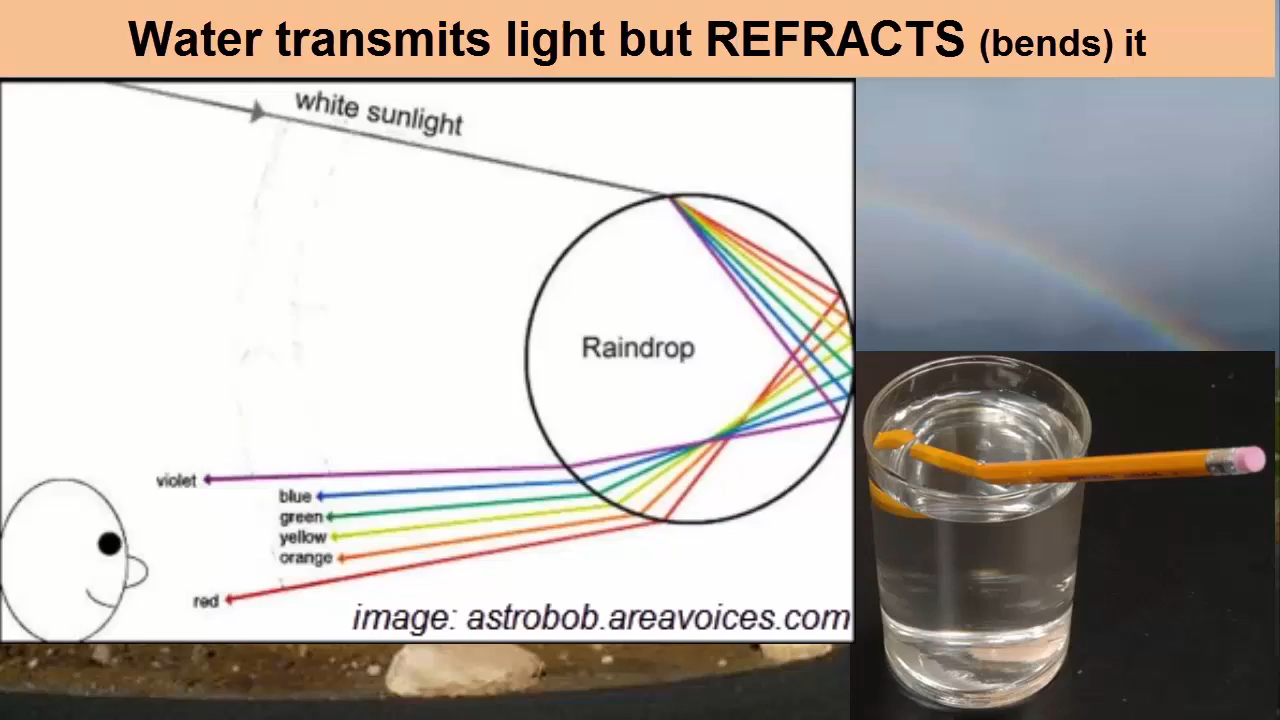 Water transmits light but REFRACTS (bends) it
white sunlight
Raindrop
violet
blue
green
yellow
orange
red
image: astrobob.areavoices.com